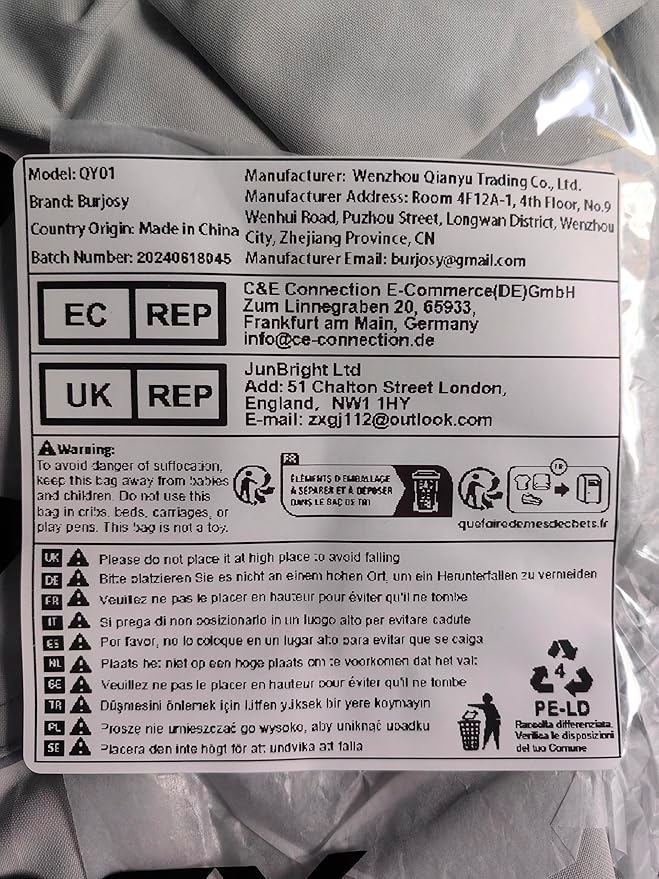 Model: QY01
Brand: Burjosy
Country Origin: Made in China
Batch Number: 20240618045
Manufacturer: Wenzhou Qianyu Trading Co., Ltd.
Manufacturer Address: Room 4F12A-1, 4th Floor, No.9
Wenhui Road, Puzhou Street, Longwan District, Wenzhou
City, Zhejiang Province, CN
Manufacturer Email: burjosy@gmail.com
EC REP
C&E Connection E-Commerce(DE)GmbH
Zum Linnegraben 20, 65933,
Frankfurt am Main, Germany
info@ce-connection.de
UK REP
JunBright Ltd
Add: 51 Chalton Street London,
England, NW1 1HY
E-mail: zxgj112@outlook.com
Warning:
To avoid danger of suffocation,
keep this bag away from babies
and children. Do not use this
bag in cribs, beds, carriages, or
play pens. This bag is not a toy.
FR
ÉLÉMENTS D'EMBALLAGE
À SÉPARER ET À DÉPOSER
DANS LE BAC DE TRI
FR
quefairedemesdechets.fr
UK Please do not place it at high place to avoid falling
DE Bitte platzieren Sie es nicht an einem hohen Ort, um ein Herunterfallen zu vermeiden
FR Veuillez ne pas le placer en hauteur pour éviter qu'il ne tombe
IT Si prega di non posizionarlo in un luogo alto per evitare cadute
ES Por favor, no lo coloque en un lugar alto para evitar que se caiga
NL Plaats het niet op een hoge plaats om te voorkomen dat het valt
BE Veuillez ne pas le placer en hauteur pour éviter qu'il ne tombe
TR Düşmesini önlemek için lütfen yüksek bir yere koymayın
PL Proszę nie umieszczać go wysoko, aby uniknąć upadku
SE Placera den inte högt för att undvika att falla
4
PE-LD
Raccolta differenziata.
Verifica le disposizioni
del tuo Comune